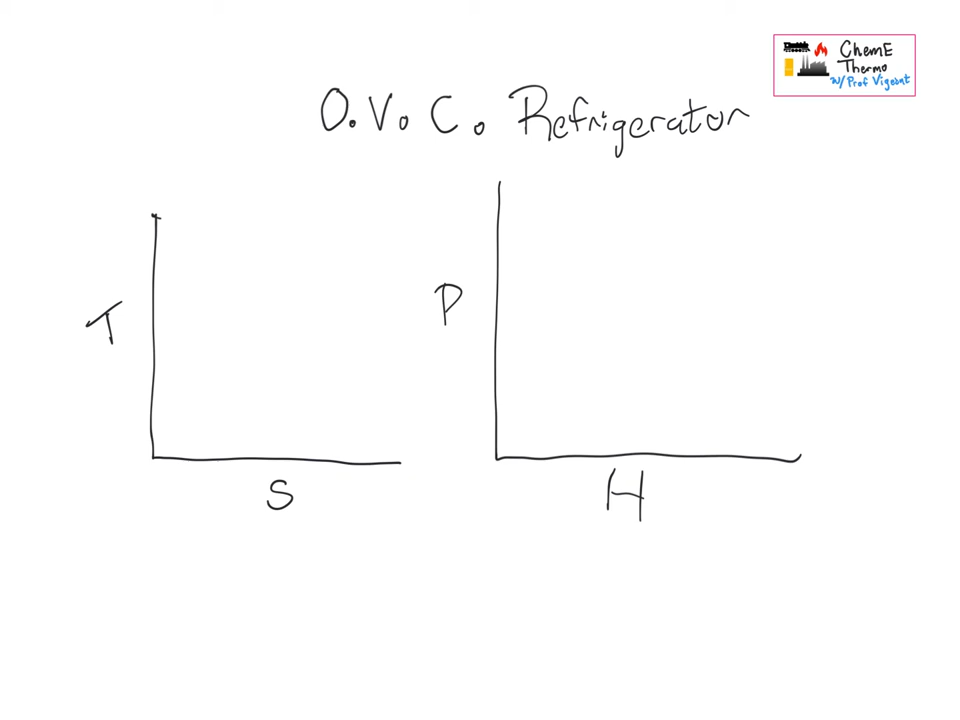 ChemE
Thermo
w/ Prof Vigeant
O.V.C. Refrigerator
T
S
P
H